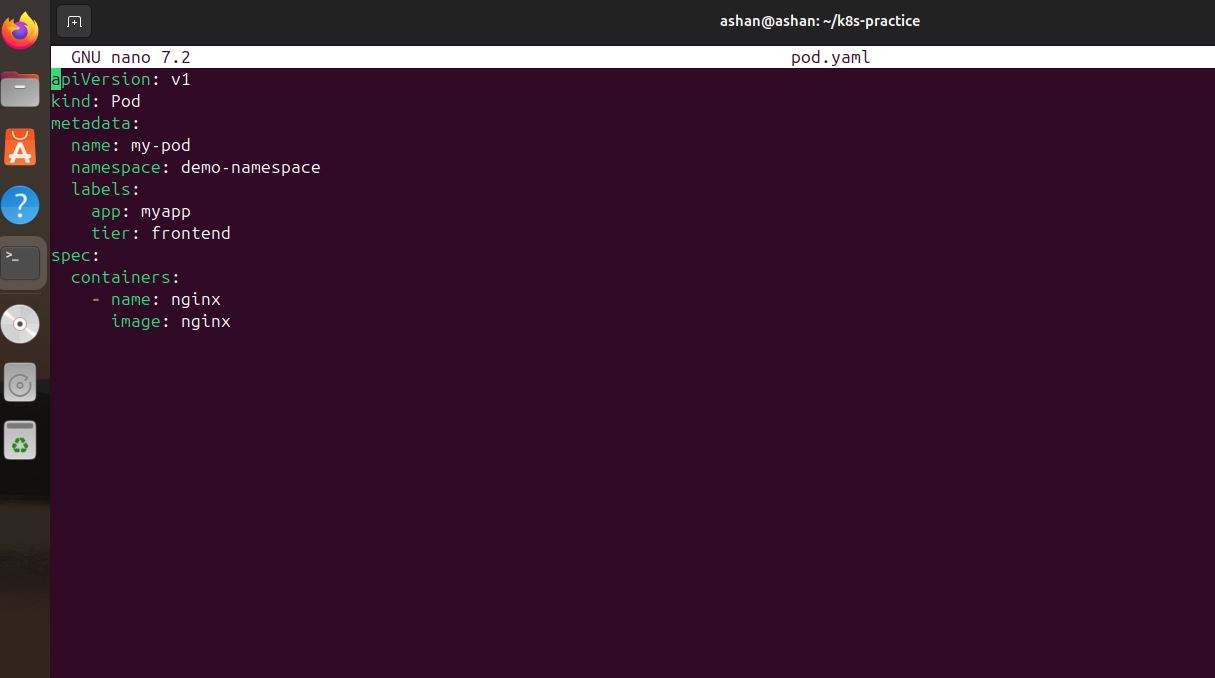 ashan@ashan: ~/k8s-practice
GNU nano 7.2 pod.yaml
apiVersion: v1
kind: Pod
metadata:
  name: my-pod
  namespace: demo-namespace
  labels:
    app: myapp
    tier: frontend
spec:
  containers:
    - name: nginx
      image: nginx